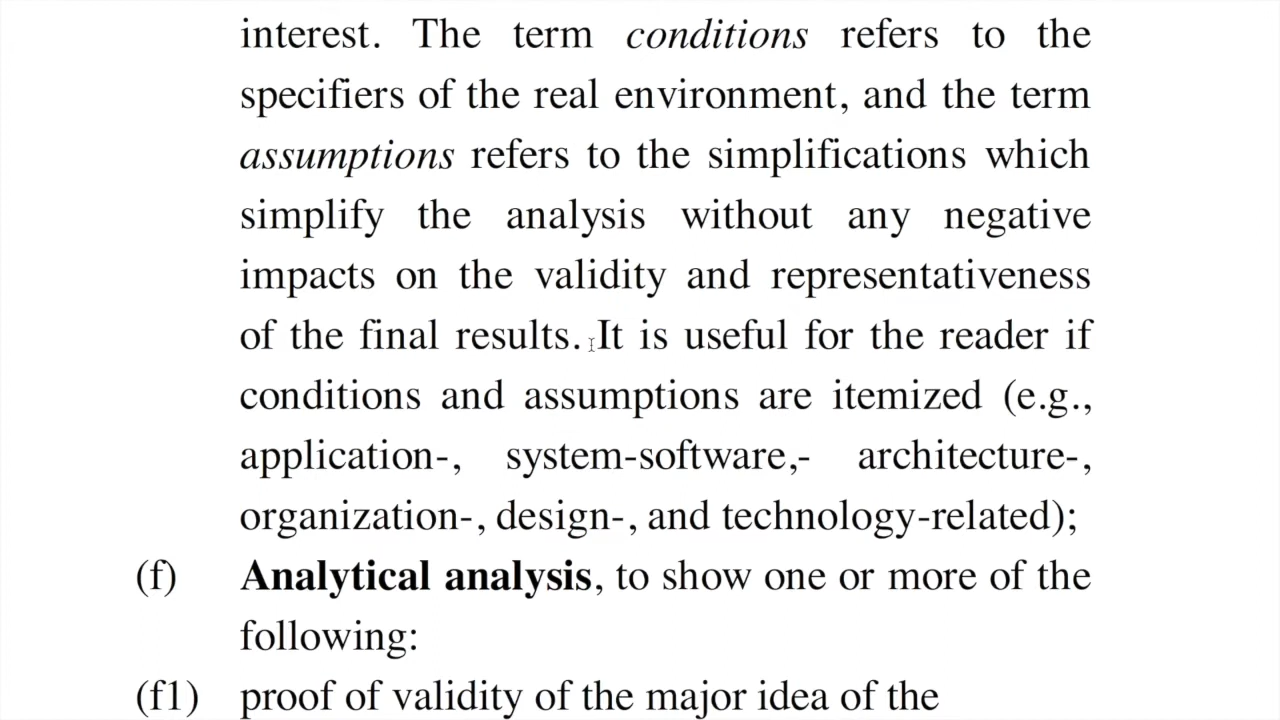 interest. The term conditions refers to the
specifiers of the real environment, and the term
assumptions refers to the simplifications which
simplify the analysis without any negative
impacts on the validity and representativeness
of the final results. It is useful for the reader if
conditions and assumptions are itemized (e.g.,
application-, system-software,- architecture-,
organization-, design-, and technology-related);
(f) Analytical analysis, to show one or more of the
following:
(f1) proof of validity of the major idea of the